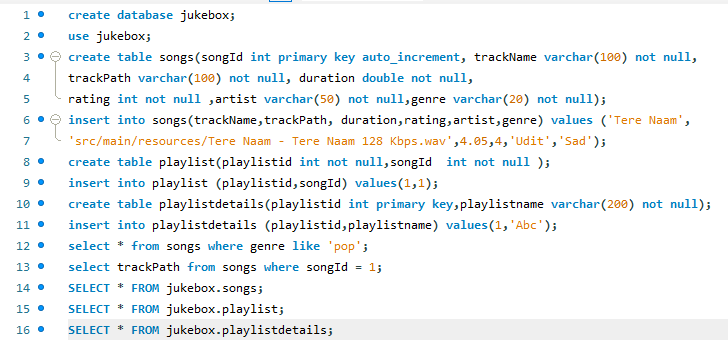 1 create database jukebox;
2 use jukebox;
3 create table songs(songId int primary key auto_increment, trackName varchar(100) not null,
4 trackPath varchar(100) not null, duration double not null,
5 rating int not null ,artist varchar(50) not null,genre varchar(20) not null);
6 insert into songs(trackName,trackPath, duration,rating,artist,genre) values ('Tere Naam',
7 'src/main/resources/Tere Naam - Tere Naam 128 Kbps.wav',4.05,4,'Udit','Sad');
8 create table playlist(playlistid int not null,songId  int not null );
9 insert into playlist (playlistid,songId) values(1,1);
10 create table playlistdetails(playlistid int primary key,playlistname varchar(200) not null);
11 insert into playlistdetails (playlistid,playlistname) values(1,'Abc');
12 select * from songs where genre like 'pop';
13 select trackPath from songs where songId = 1;
14 SELECT * FROM jukebox.songs;
15 SELECT * FROM jukebox.playlist;
16 SELECT * FROM jukebox.playlistdetails;